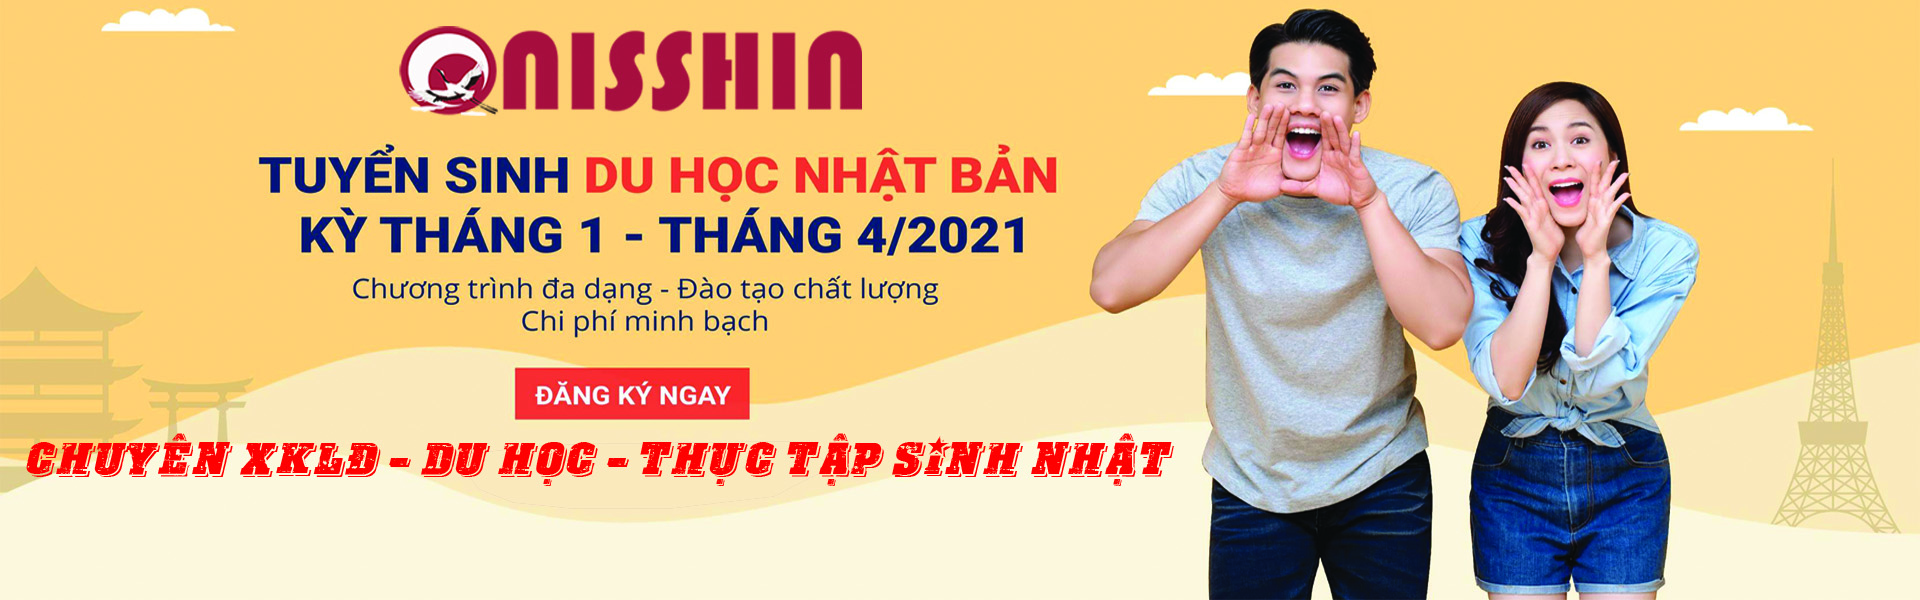 NISSHIN
TUYỂN SINH DU HỌC NHẬT BẢN
KỲ THÁNG 1 - THÁNG 4/2021
Chương trình đa dạng - Đào tạo chất lượng
Chi phí minh bạch
ĐĂNG KÝ NGAY
CHUYÊN XKLĐ - DU HỌC - THỰC TẬP SINH NHẬT